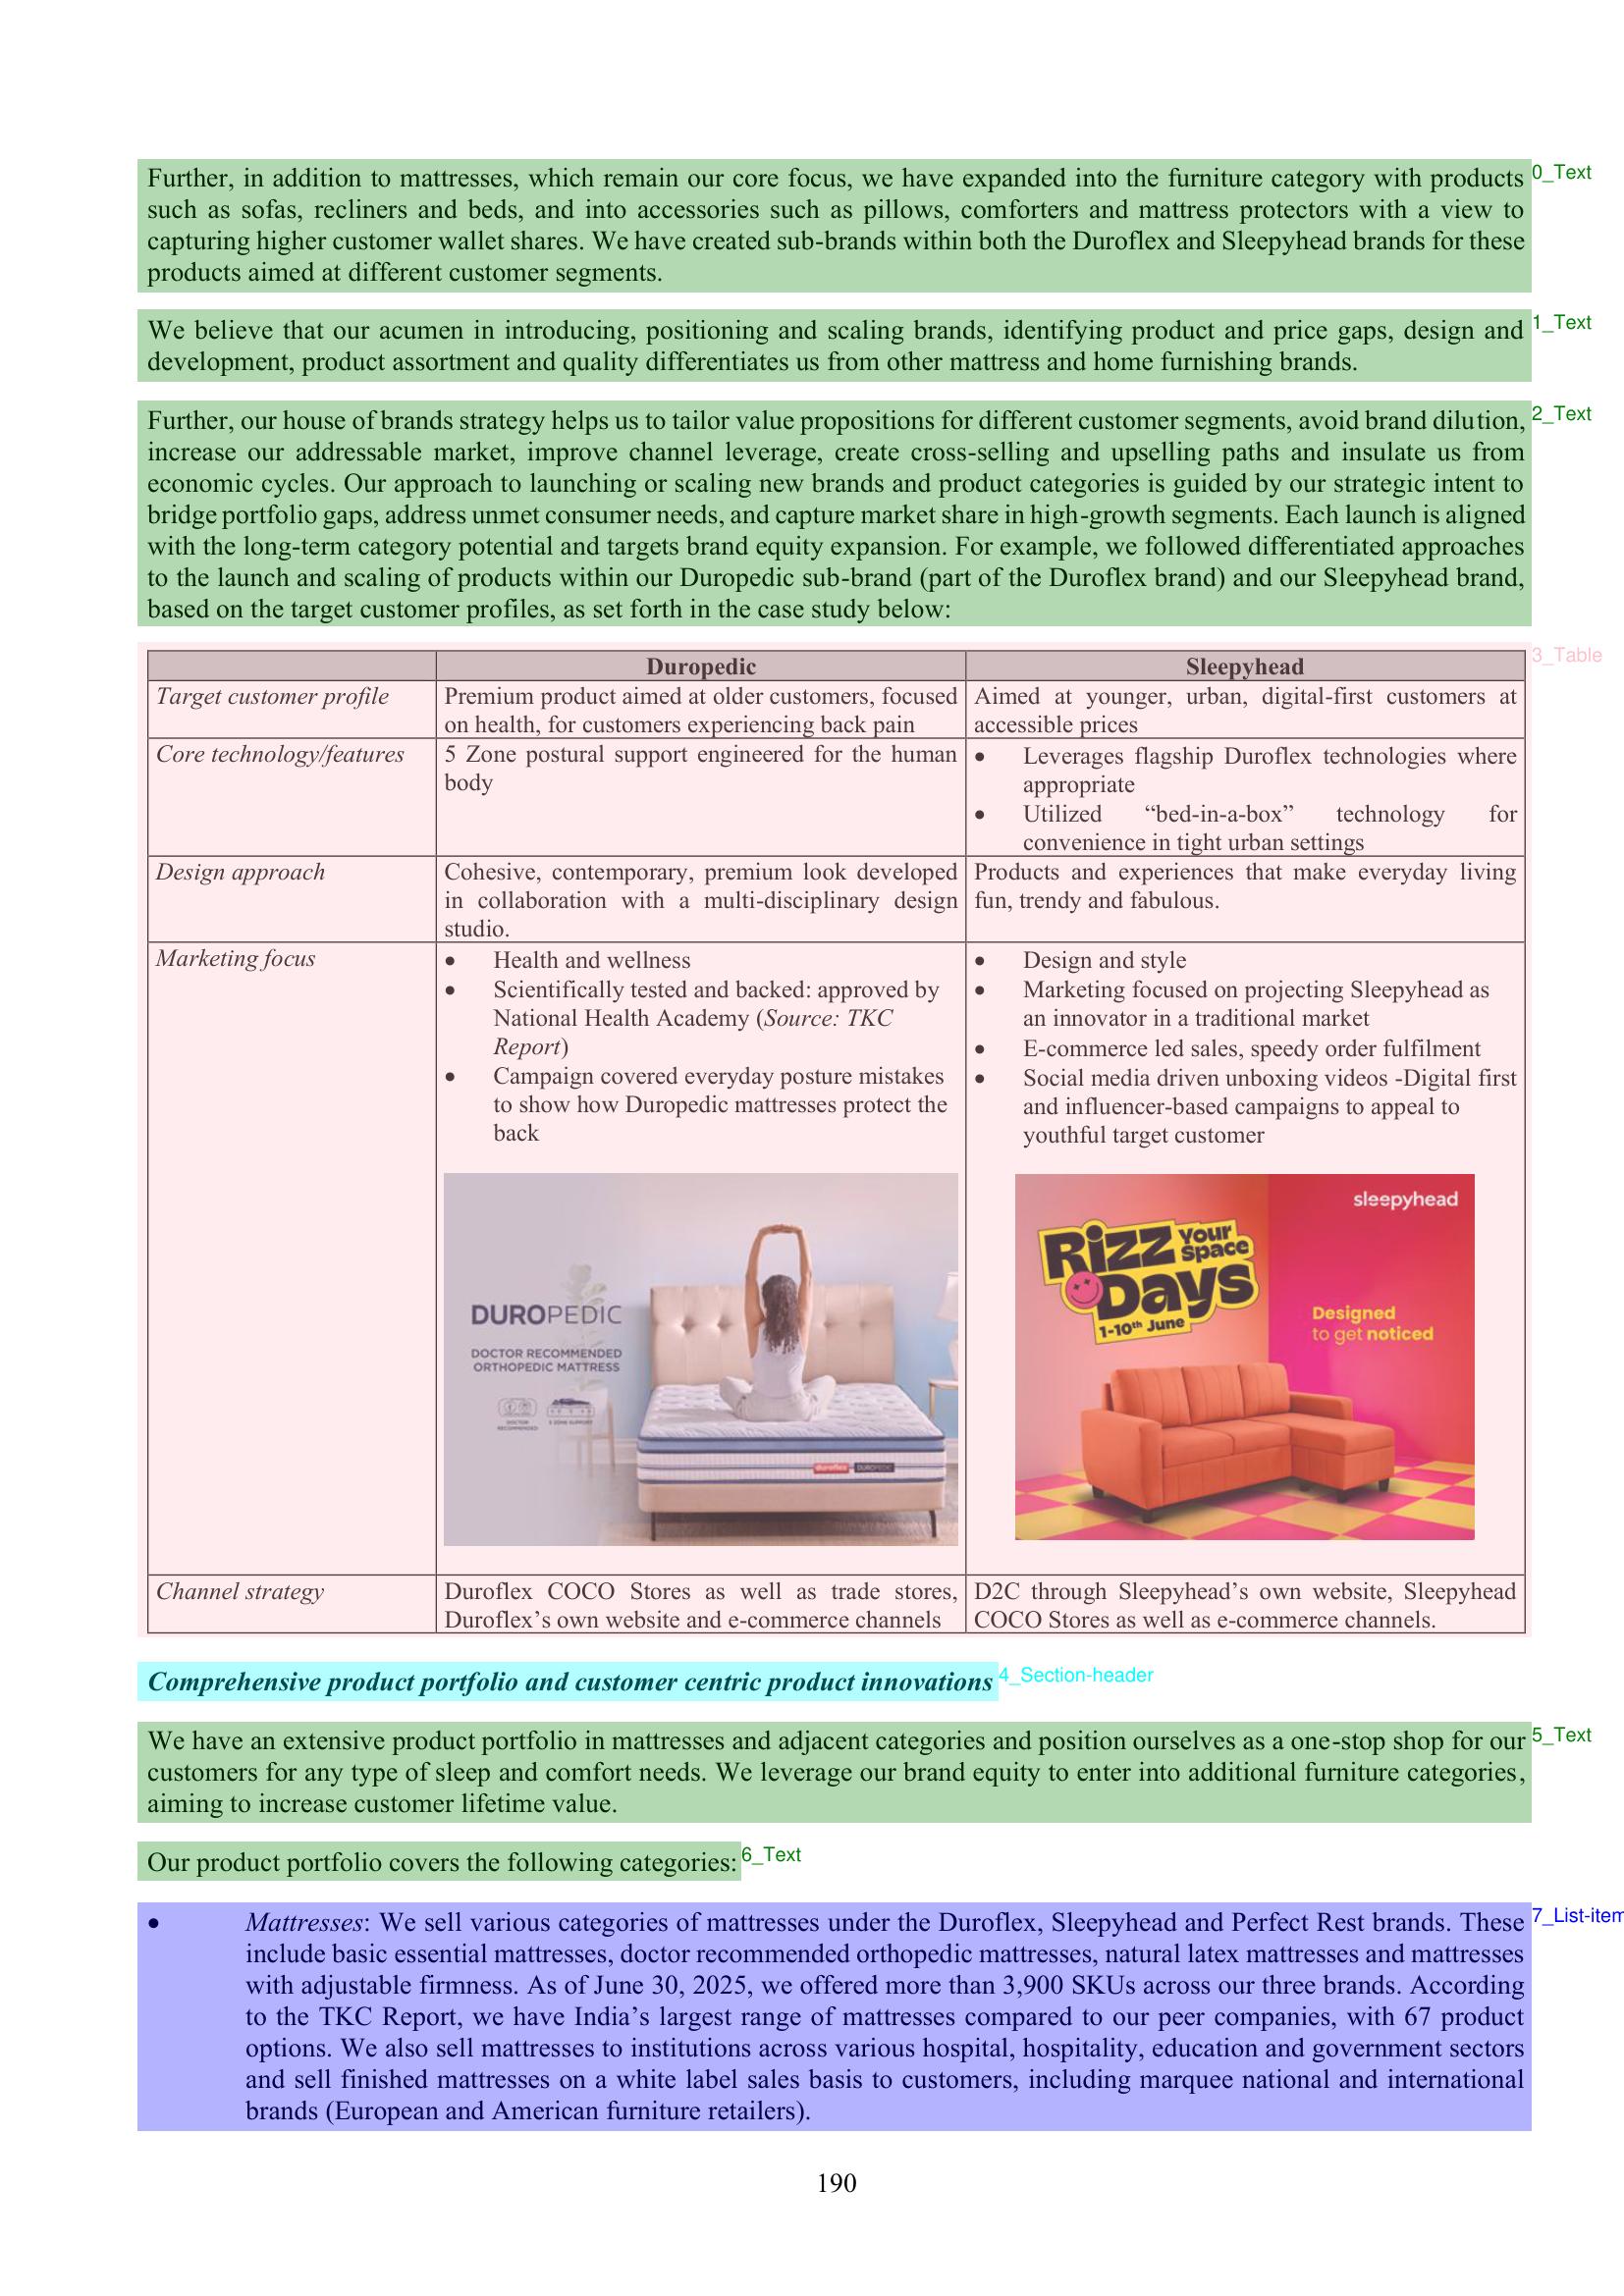 Further, in addition to mattresses, which remain our core focus, we have expanded into the furniture category with products
0_Text
such as sofas, recliners and beds, and into accessories such as pillows, comforters and mattress protectors with a view to
capturing higher customer wallet shares. We have created sub-brands within both the Duroflex and Sleepyhead brands for these
products aimed at different customer segments.
We believe that our acumen in introducing, positioning and scaling brands, identifying product and price gaps, design and
1_Text
development, product assortment and quality differentiates us from other mattress and home furnishing brands.
Further, our house of brands strategy helps us to tailor value propositions for different customer segments, avoid brand dilution,
2_Text
increase our addressable market, improve channel leverage, create cross-selling and upselling paths and insulate us from
economic cycles. Our approach to launching or scaling new brands and product categories is guided by our strategic intent to
bridge portfolio gaps, address unmet consumer needs, and capture market share in high-growth segments. Each launch is aligned
with the long-term category potential and targets brand equity expansion. For example, we followed differentiated approaches
to the launch and scaling of products within our Duropedic sub-brand (part of the Duroflex brand) and our Sleepyhead brand,
based on the target customer profiles, as set forth in the case study below:
3_Table
Duropedic
Sleepyhead
Target customer profile
Premium product aimed at older customers, focused
on health, for customers experiencing back pain
Aimed at younger, urban, digital-first customers at
accessible prices
Core technology/features
5 Zone postural support engineered for the human
body
• Leverages flagship Duroflex technologies where
appropriate
• Utilized “bed-in-a-box” technology for
convenience in tight urban settings
Design approach
Cohesive, contemporary, premium look developed
in collaboration with a multi-disciplinary design
studio.
Products and experiences that make everyday living
fun, trendy and fabulous.
Marketing focus
• Health and wellness
• Scientifically tested and backed: approved by
National Health Academy (Source: TKC
Report)
• Campaign covered everyday posture mistakes
to show how Duropedic mattresses protect the
back
DUROPEDIC
DOCTOR RECOMMENDED
ORTHOPEDIC MATTRESS
DOCTOR
RECOMMENDED
5 ZONE SUPPORT
duroflex DUROPEDIC
• Design and style
• Marketing focused on projecting Sleepyhead as
an innovator in a traditional market
• E-commerce led sales, speedy order fulfilment
• Social media driven unboxing videos -Digital first
and influencer-based campaigns to appeal to
youthful target customer
sleepyhead
Rizz Your
Space
Days
1-10th June
Designed
to get noticed
Channel strategy
Duroflex COCO Stores as well as trade stores,
Duroflex’s own website and e-commerce channels
D2C through Sleepyhead’s own website, Sleepyhead
COCO Stores as well as e-commerce channels.
Comprehensive product portfolio and customer centric product innovations
4_Section-header
We have an extensive product portfolio in mattresses and adjacent categories and position ourselves as a one-stop shop for our
5_Text
customers for any type of sleep and comfort needs. We leverage our brand equity to enter into additional furniture categories,
aiming to increase customer lifetime value.
Our product portfolio covers the following categories:
6_Text
• Mattresses: We sell various categories of mattresses under the Duroflex, Sleepyhead and Perfect Rest brands. These
7_List-item
include basic essential mattresses, doctor recommended orthopedic mattresses, natural latex mattresses and mattresses
with adjustable firmness. As of June 30, 2025, we offered more than 3,900 SKUs across our three brands. According
to the TKC Report, we have India’s largest range of mattresses compared to our peer companies, with 67 product
options. We also sell mattresses to institutions across various hospital, hospitality, education and government sectors
and sell finished mattresses on a white label sales basis to customers, including marquee national and international
brands (European and American furniture retailers).
190